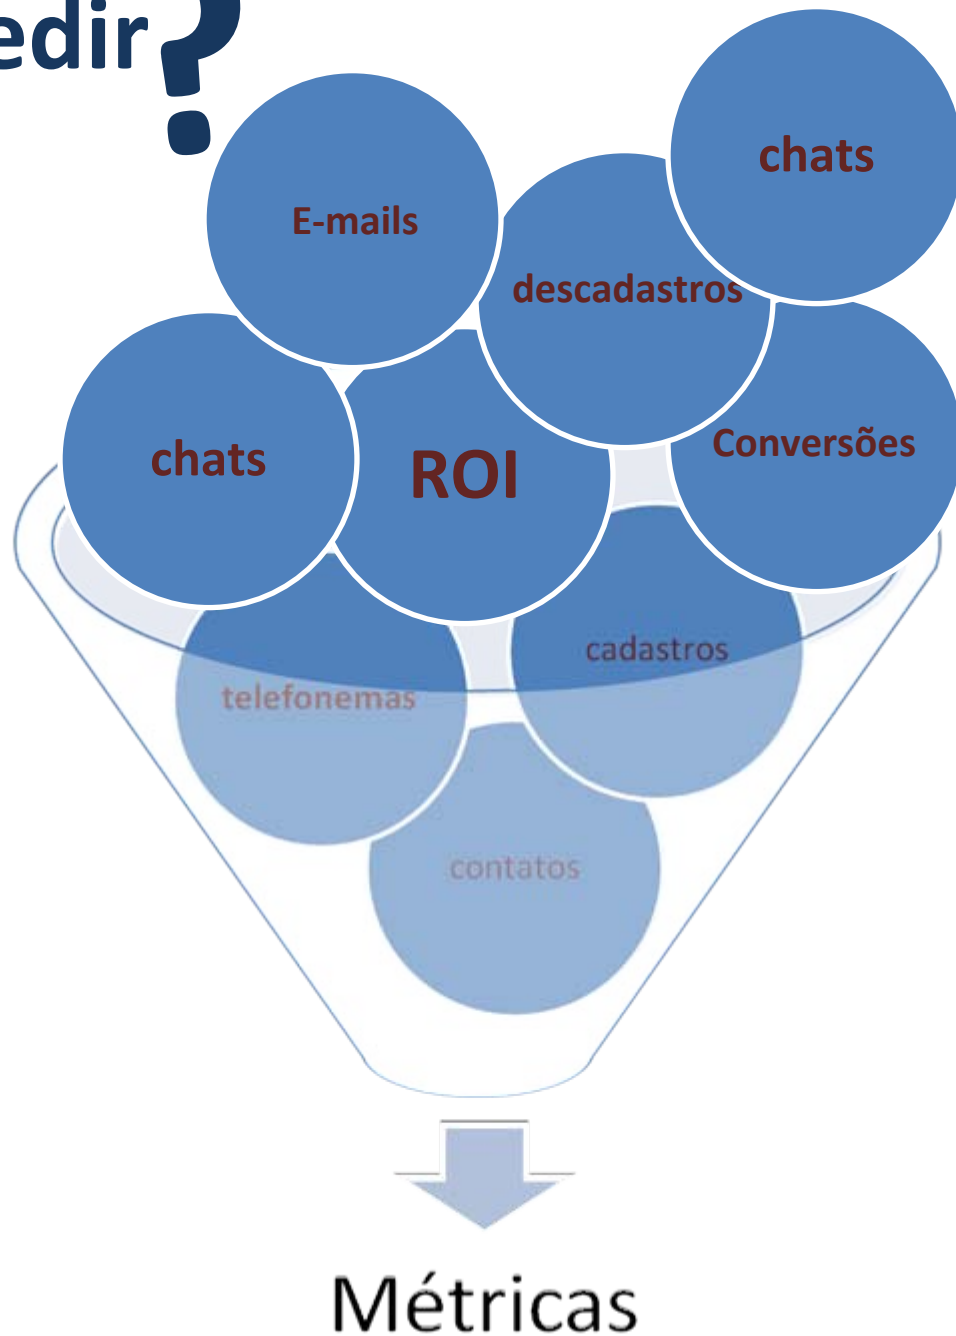 edir?
chats
E-mails
descadastros
Conversões
chats
ROI
cadastros
telefonemas
contatos
Métricas